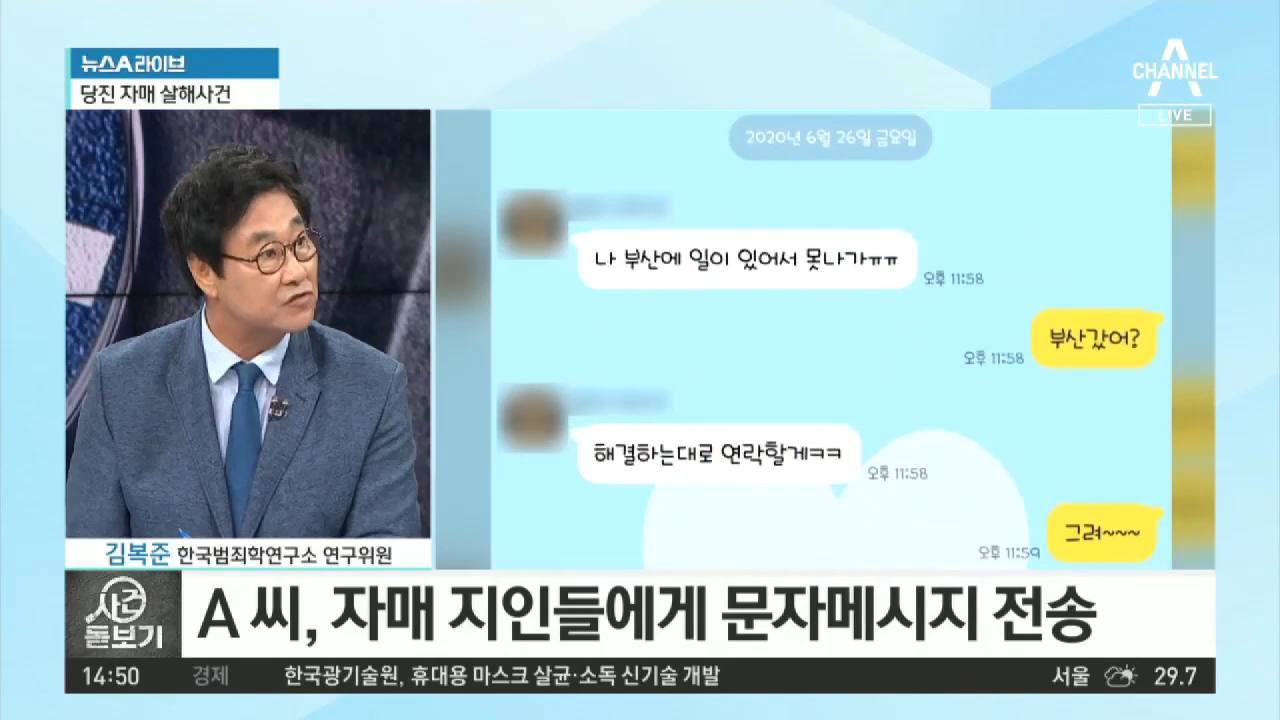 뉴스A 라이브
당진 자매 살해사건
CHANNEL A
LIVE
2020년 6월 26일 금요일
나 부산에 일이 있어서 못나가ㅠㅠ
오후 11:58
부산갔어?
오후 11:58
해결하는대로 연락할게ㅋㅋ
오후 11:58
그려~~~
오후 11:59
김복준 한국범죄학연구소 연구위원
사건
돌보기
A 씨, 자매 지인들에게 문자메시지 전송
14:50 경제 한국광기술원, 휴대용 마스크 살균·소독 신기술 개발 서울 29.7